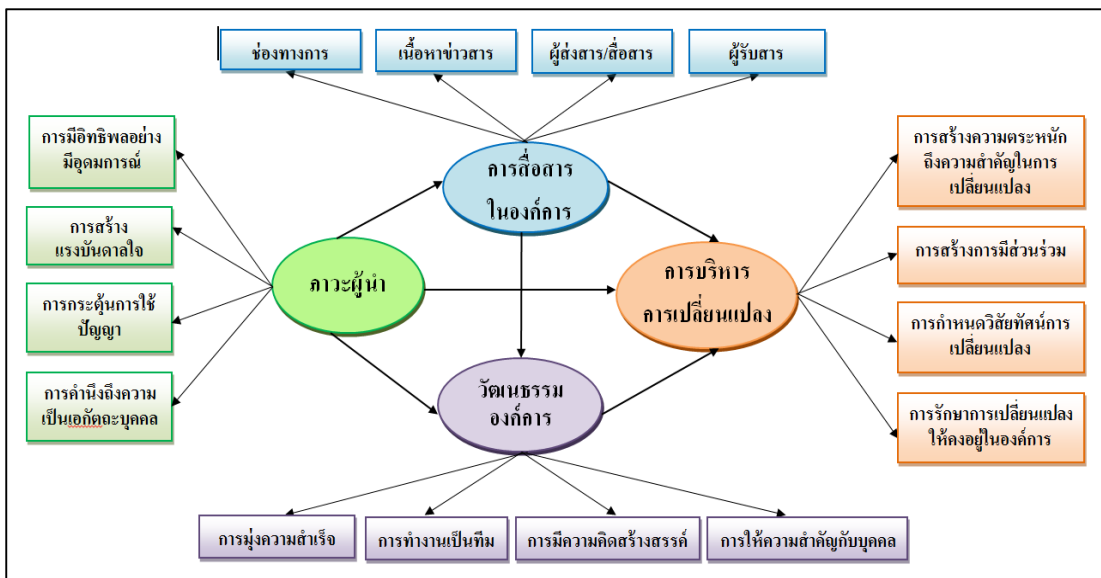 ช่องทางการ
เนื้อหาข่าวสาร
ผู้ส่งสาร/สื่อสาร
ผู้รับสาร
การมีอิทธิพลอย่าง
มีอุดมการณ์
การสร้าง
แรงบันดาลใจ
การกระตุ้นการใช้
ปัญญา
การคำนึงถึงความ
เป็นเอกัตถะบุคคล
การสื่อสาร
ในองค์การ
ภาวะผู้นำ
การบริหาร
การเปลี่ยนแปลง
วัฒนธรรม
องค์การ
การสร้างความตระหนัก
ถึงความสำคัญในการ
เปลี่ยนแปลง
การสร้างการมีส่วนร่วม
การกำหนดวิสัยทัศน์การ
เปลี่ยนแปลง
การรักษาการเปลี่ยนแปลง
ให้คงอยู่ในองค์การ
การมุ่งความสำเร็จ
การทำงานเป็นทีม
การมีความคิดสร้างสรรค์
การให้ความสำคัญกับบุคคล